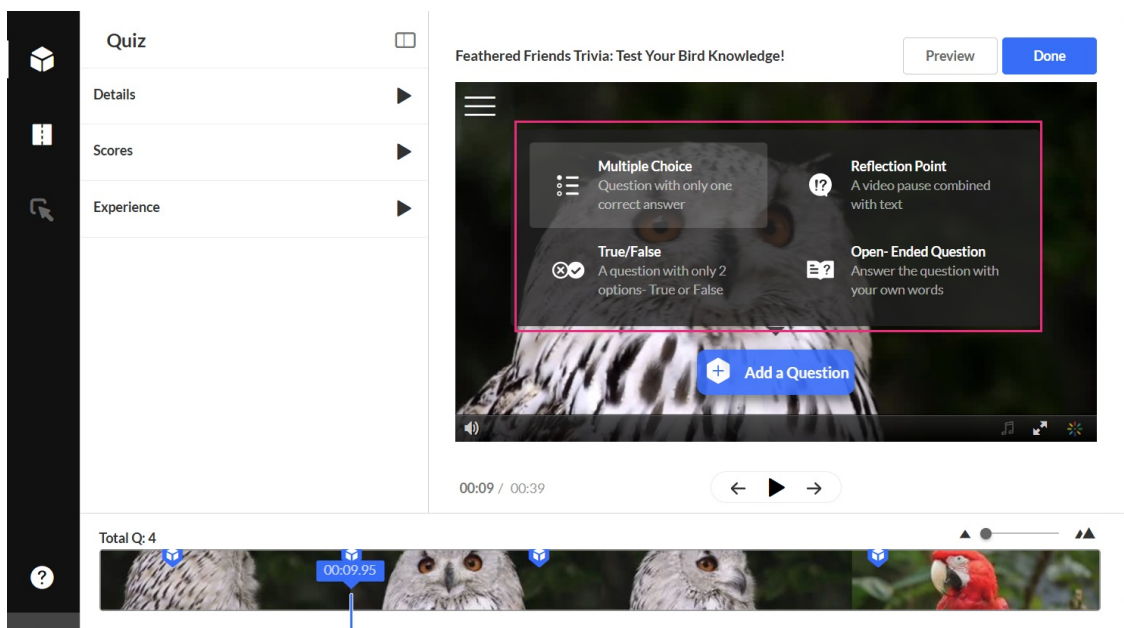 Quiz
Details
Scores
Experience
Feathered Friends Trivia: Test Your Bird Knowledge!
Preview
Done
Multiple Choice
Question with only one
correct answer
Reflection Point
A video pause combined
with text
True/False
A question with only 2
options- True or False
Open- Ended Question
Answer the question with
your own words
Add a Question
00:09 / 00:39
Total Q: 4
00:09.95